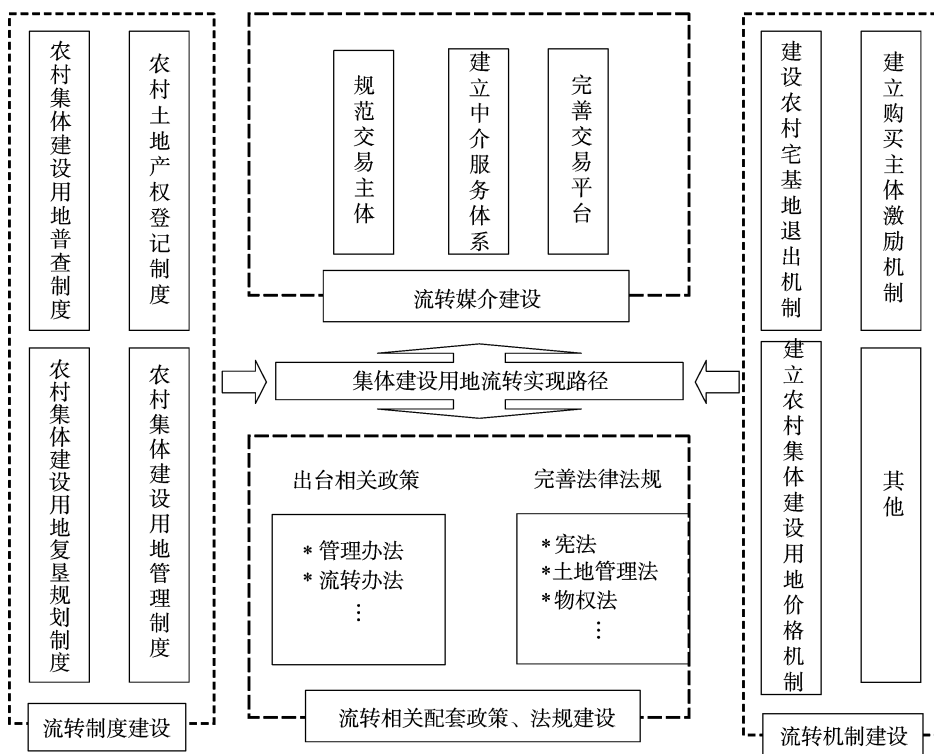 农村集体建设用地普查制度
农村土地产权登记制度
农村集体建设用地复垦规划制度
农村集体建设用地管理制度
流转制度建设
规范交易主体
建立中介服务体系
完善交易平台
流转媒介建设
集体建设用地流转实现路径
出台相关政策
*管理办法
*流转办法
⋮
完善法律法规
*宪法
*土地管理法
*物权法
⋮
流转相关配套政策、法规建设
建设农村宅基地退出机制
建立购买主体激励机制
建立农村集体建设用地价格机制
其他
流转机制建设